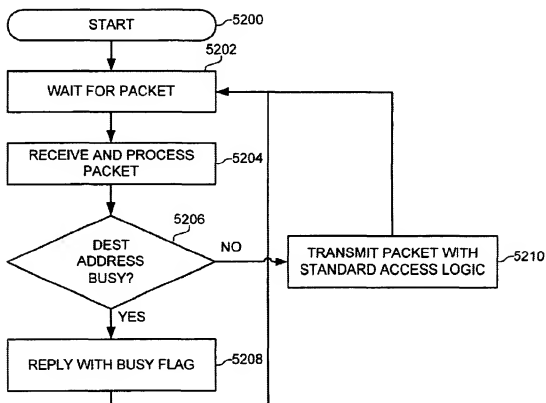 START
5200
5202
WAIT FOR PACKET
RECEIVE AND PROCESS
PACKET
5204
5206
DEST
ADDRESS
BUSY?
NO
TRANSMIT PACKET WITH
STANDARD ACCESS LOGIC
5210
YES
REPLY WITH BUSY FLAG
5208